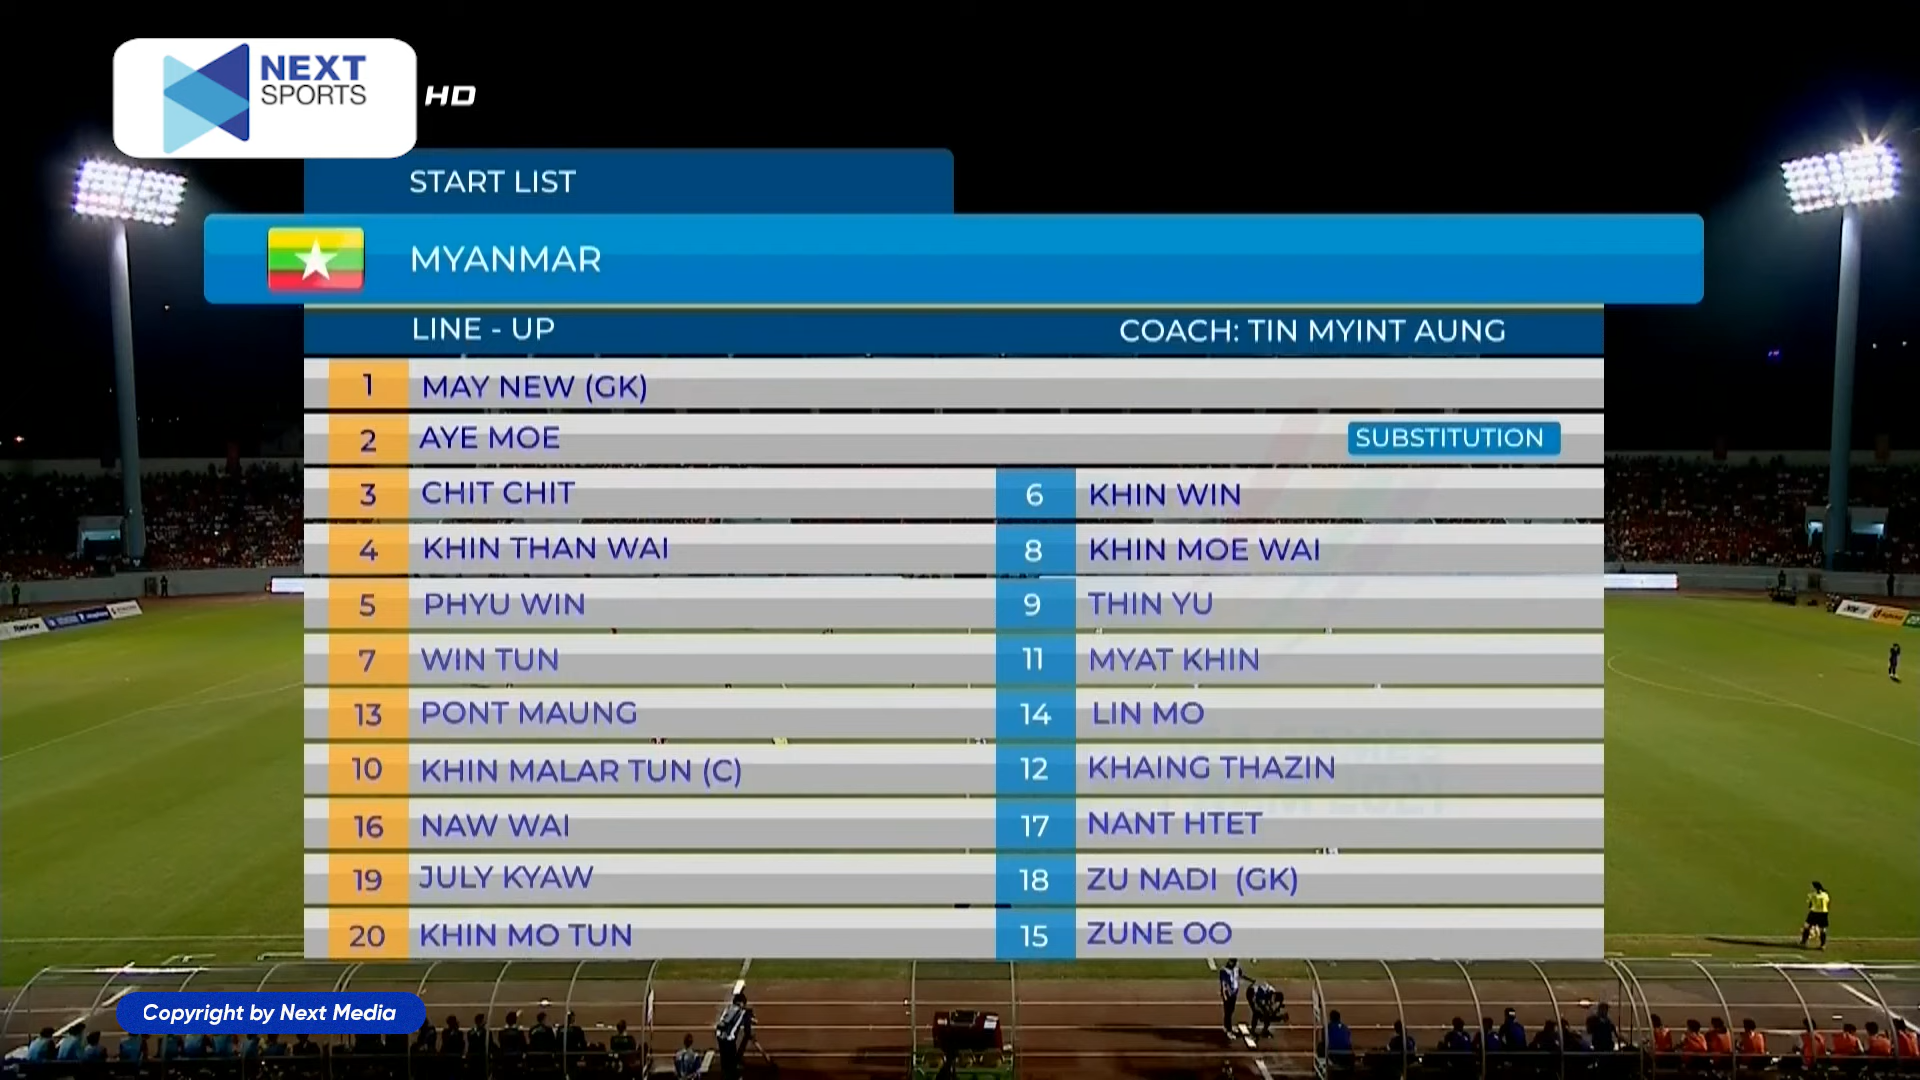 NEXT
SPORTS
HD
START LIST
MYANMAR
LINE - UP
COACH: TIN MYINT AUNG
1 MAY NEW (GK)
2 AYE MOE
SUBSTITUTION
3 CHIT CHIT
6 KHIN WIN
4 KHIN THAN WAI
8 KHIN MOE WAI
5 PHYU WIN
9 THIN YU
7 WIN TUN
11 MYAT KHIN
13 PONT MAUNG
14 LIN MO
10 KHIN MALAR TUN (C)
12 KHAING THAZIN
16 NAW WAI
17 NANT HTET
19 JULY KYAW
18 ZU NADI (GK)
20 KHIN MO TUN
15 ZUNE OO
Copyright by Next Media